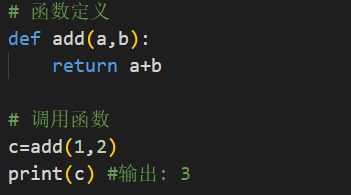 # 函数定义
def add(a,b):
    return a+b
# 调用函数
c=add(1,2)
print(c) #输出: 3